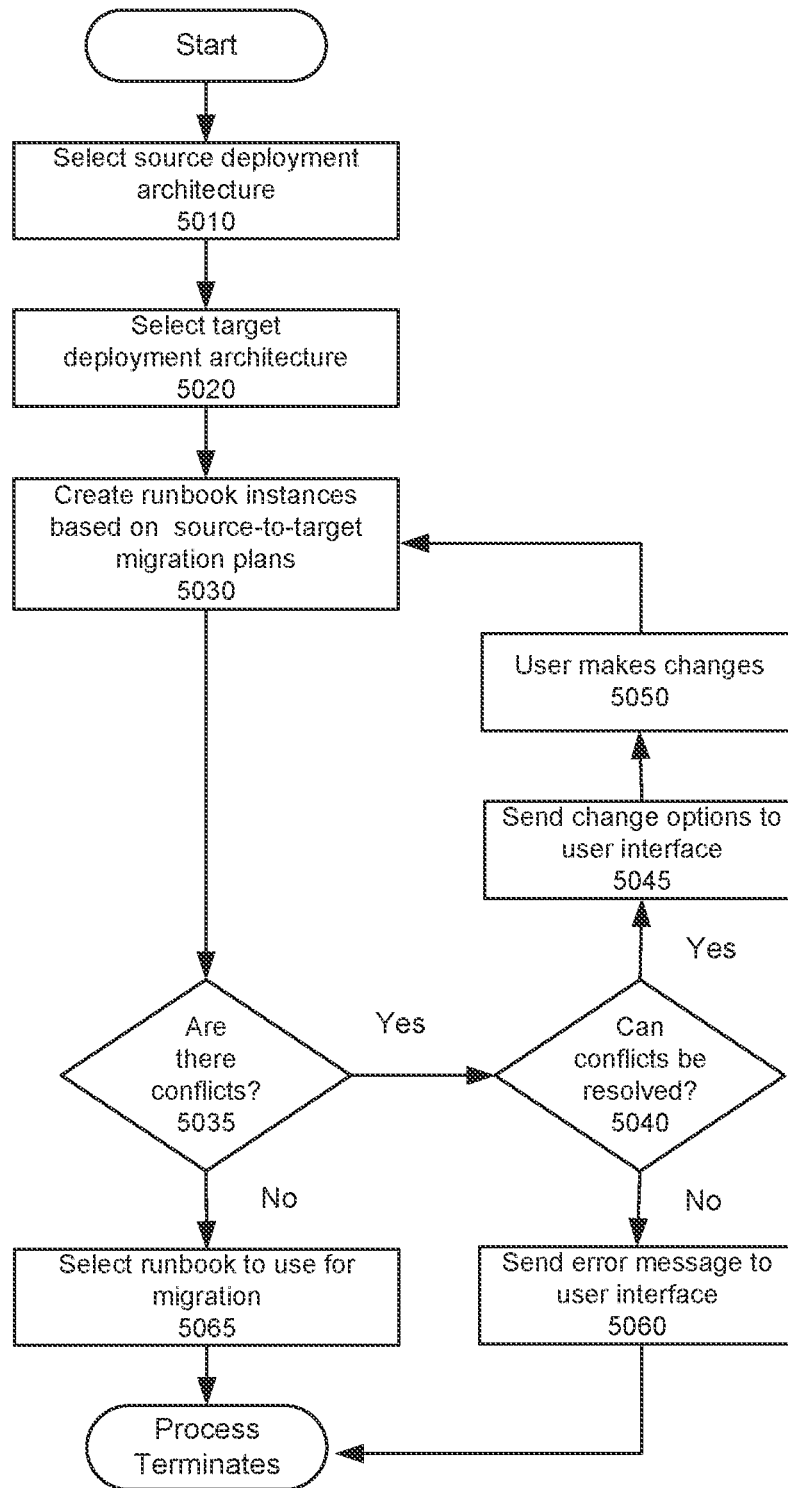 Start
Select source deployment
architecture
5010
Select target
deployment architecture
5020
Create runbook instances
based on source-to-target
migration plans
5030
User makes changes
5050
Send change options to
user interface
5045
Yes
Are
there
conflicts?
5035
Yes
Can
conflicts be
resolved?
5040
No
No
Select runbook to use for
migration
5065
Send error message to
user interface
5060
Process
Terminates